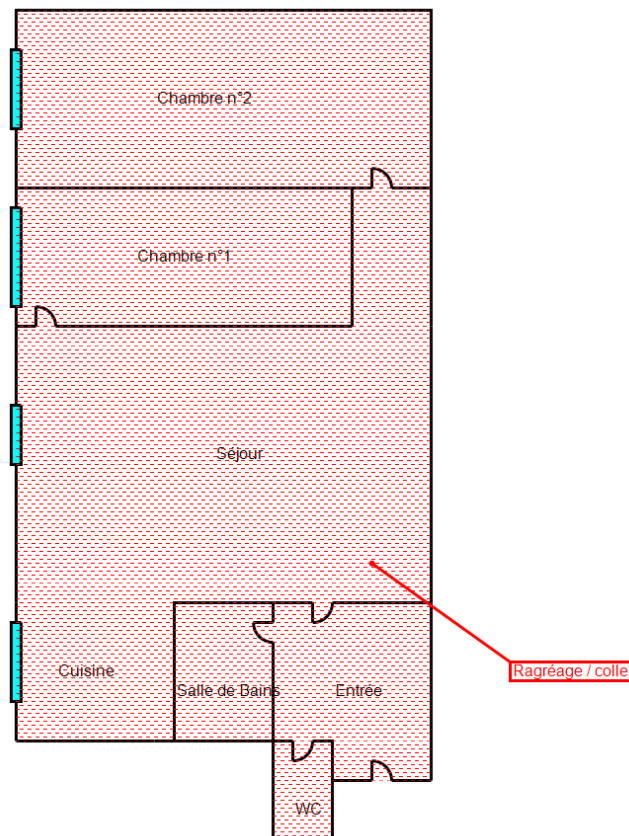 Chambre n°2
Chambre n°1
Séjour
Cuisine
Salle de Bains
Entrée
Ragréage / colle
WC